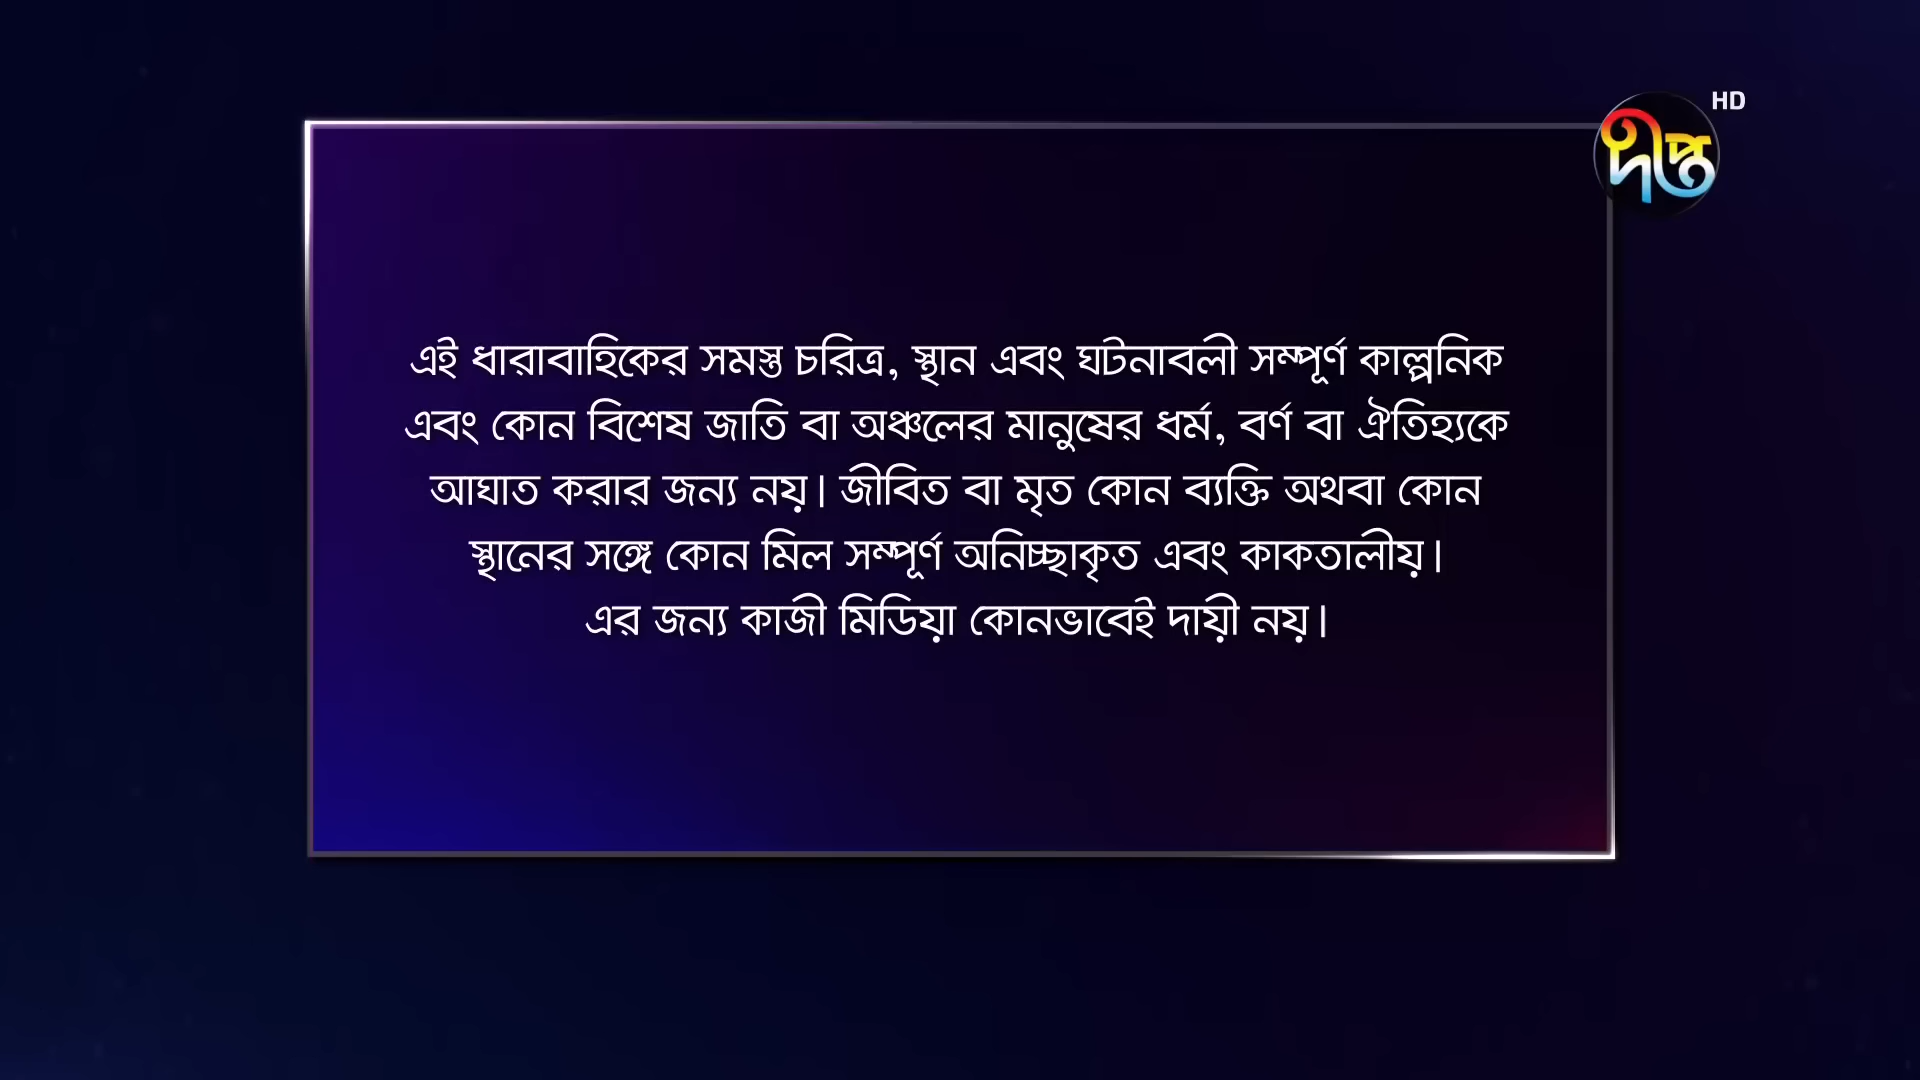 HD
দীপ্ত
এই ধারাবাহিকের সমস্ত চরিত্র, স্থান এবং ঘটনাবলী সম্পূর্ণ কাল্পনিক
এবং কোন বিশেষ জাতি বা অঞ্চলের মানুষের ধর্ম, বর্ণ বা ঐতিহ্যকে
আঘাত করার জন্য নয়। জীবিত বা মৃত কোন ব্যক্তি অথবা কোন
স্থানের সঙ্গে কোন মিল সম্পূর্ণ অনিচ্ছাকৃত এবং কাকতালীয়।
এর জন্য কাজী মিডিয়া কোনভাবেই দায়ী নয়।